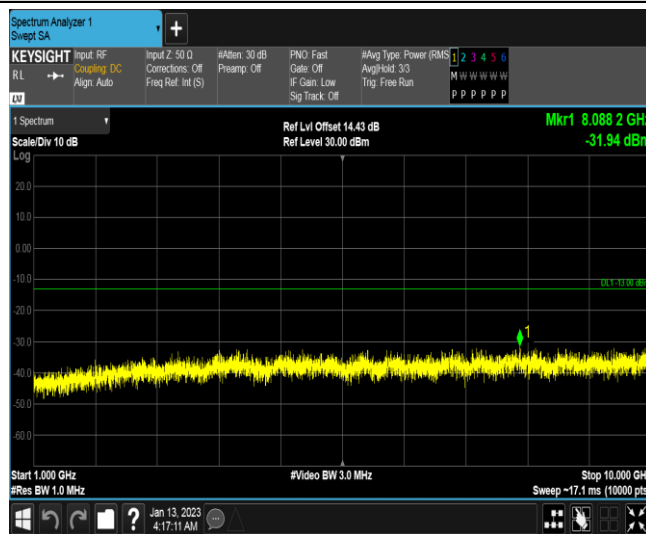 Spectrum Analyzer 1
Swept SA
KEYSIGHT
RL
LXI
Input: RF
Coupling: DC
Align: Auto
Input Z: 50 Ω
Corrections: Off
Freq Ref: Int (S)
#Atten: 30 dB
Preamp: Off
PNO: Fast
Gate: Off
IF Gain: Low
Sig Track: Off
#Avg Type: Power (RMS
Avg|Hold: 3/3
Trig: Free Run
1 2 3 4 5 6
M W W W W W
P P P P P P
1 Spectrum
Scale/Div 10 dB
Log
Ref Lvl Offset 14.43 dB
Ref Level 30.00 dBm
Mkr1 8.088 2 GHz
-31.94 dBm
20.0
10.0
0.00
-10.0
DL1 -13.00 dBm
-20.0
-30.0
1
-40.0
-50.0
-60.0
Start 1.000 GHz
#Res BW 1.0 MHz
#Video BW 3.0 MHz
Stop 10.000 GHz
Sweep ~17.1 ms (10000 pts)
Jan 13, 2023
4:17:11 AM